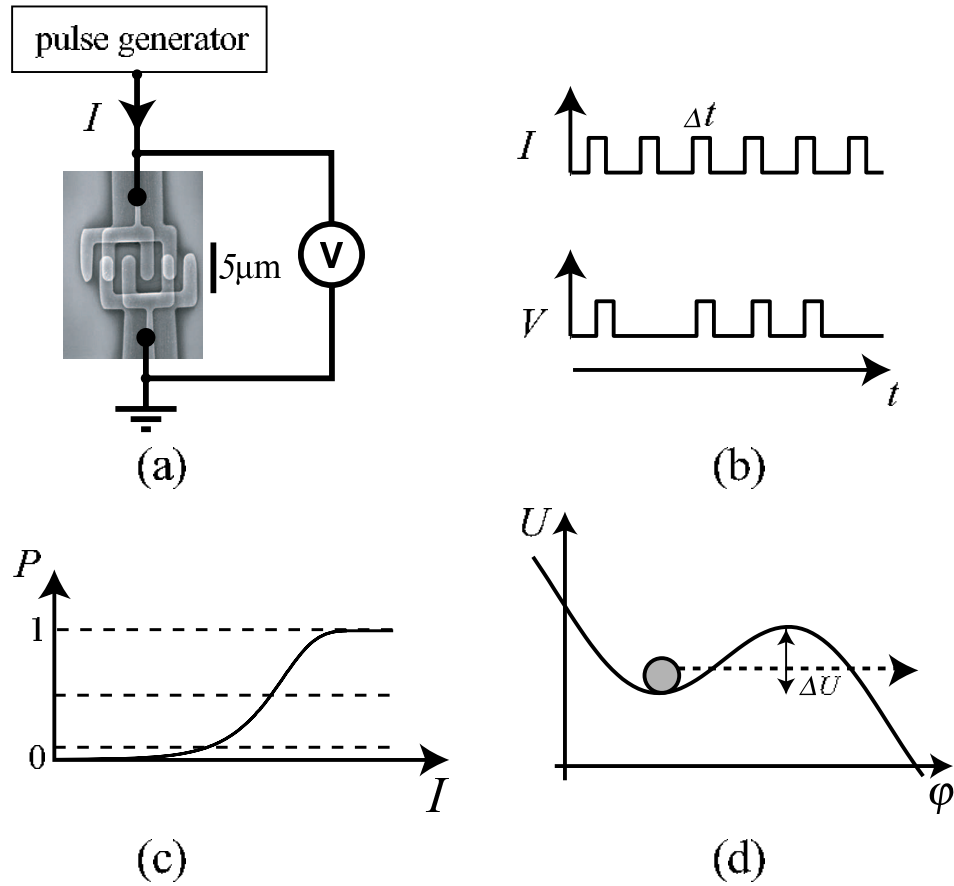 pulse generator
I
V
5μm
(a)
I
Δt
V
t
(b)
P
1
0
I
(c)
U
ΔU
φ
(d)